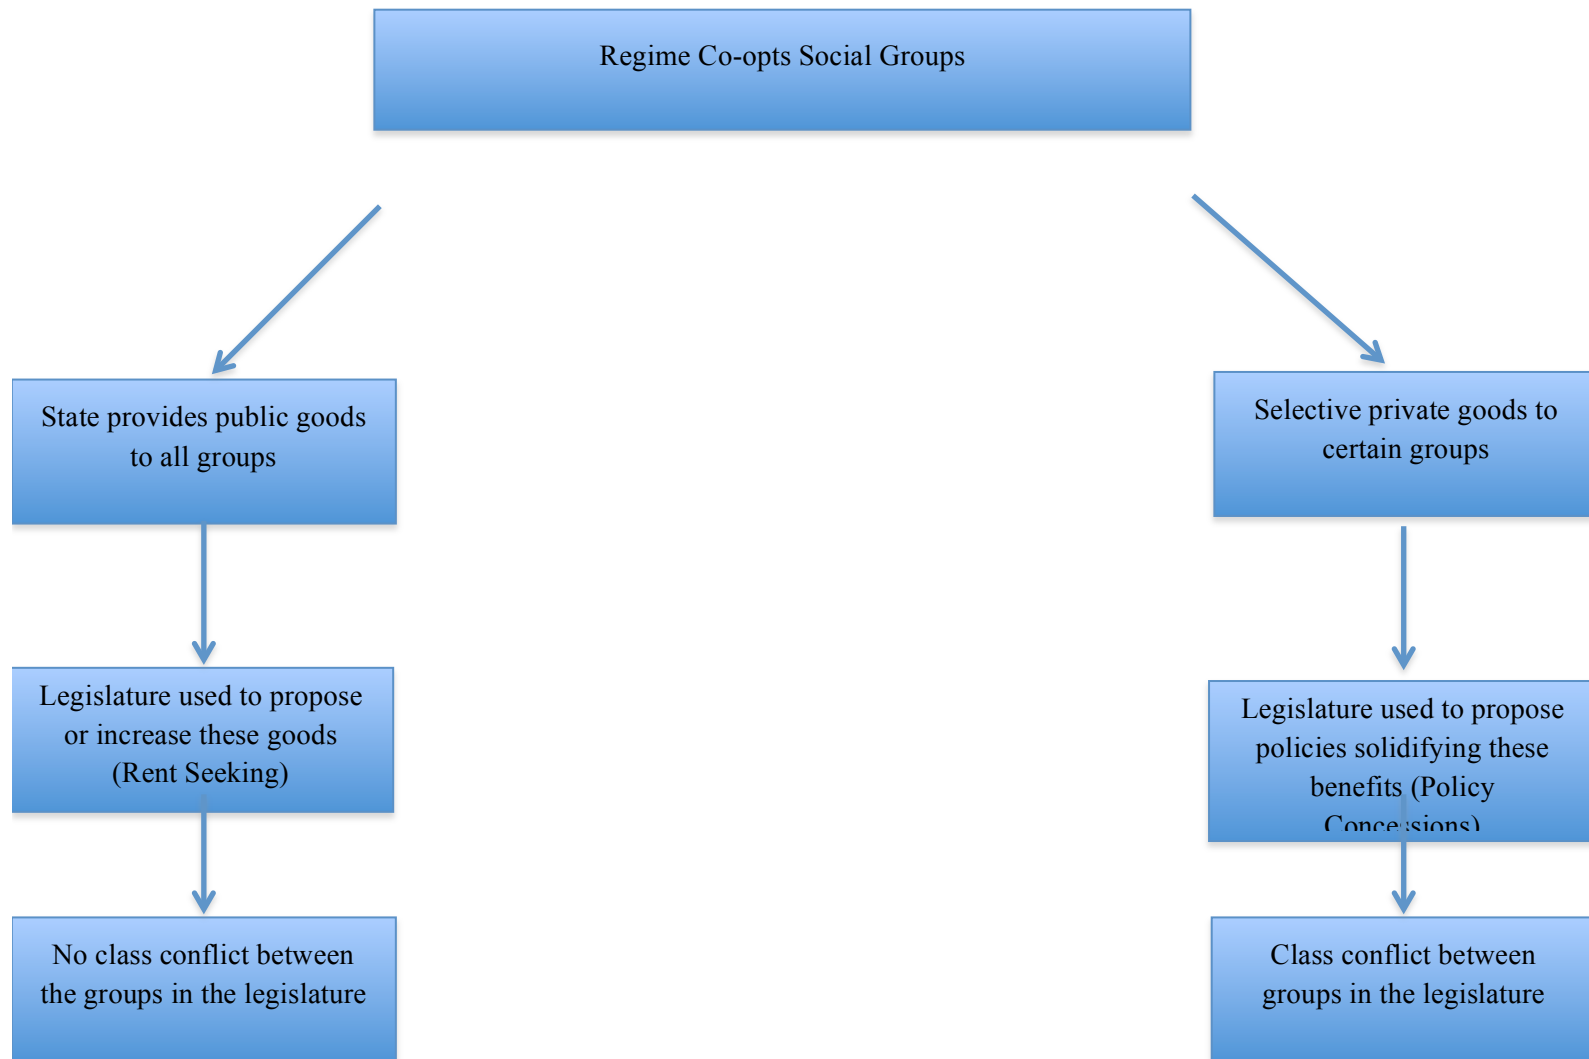 Regime Co-opts Social Groups
State provides public goods
to all groups
Selective private goods to
certain groups
Legislature used to propose
or increase these goods
(Rent Seeking)
Legislature used to propose
policies solidifying these
benefits (Policy
Concessions)
No class conflict between
the groups in the legislature
Class conflict between
groups in the legislature